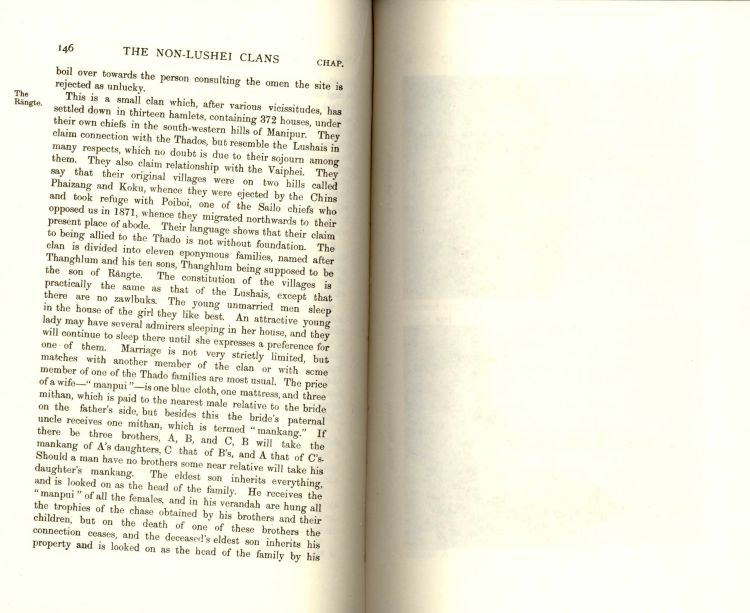 146 THE NON-LUSHEI CLANS CHAP.
boil over towards the person consulting the omen the site is
rejected as unlucky.
The
Rāngte.
This is a small clan which, after various vicissitudes, has
settled down in thirteen hamlets, containing 372 houses, under
their own chiefs in the south-western hills of Manipur. They
claim connection with the Thados, but resemble the Lushais in
many respects, which no doubt is due to their sojourn among
them. They also claim relationship with the Vaiphei. They
say that their original villages were on two hills called
Phaizang and Koku, whence they were ejected by the Chins
and took refuge with Poiboi, one of the Sailo chiefs who
opposed us in 1871, whence they migrated northwards to their
present place of abode. Their language shows that their claim
to being allied to the Thado is not without foundation. The
clan is divided into eleven eponymous families, named after
Thanghlum and his ten sons, Thanghlum being supposed to be
the son of Rāngte. The constitution of the villages is
practically the same as that of the Lushais, except that
there are no zawlbuks. The young unmarried men sleep
in the house of the girl they like best. An attractive young
lady may have several admirers sleeping in her house, and they
will continue to sleep there until she expresses a preference for
one of them. Marriage is not very strictly limited, but
matches with another member of the clan or with some
member of one of the Thado families are most usual. The price
of a wife—"manpui"—is one blue cloth, one mattress, and three
mithan, which is paid to the nearest male relative to the bride
on the father's side, but besides this the bride's paternal
uncle receives one mithan, which is termed "mankang." If
there be three brothers, A, B, and C, B will take the
mankang of A's daughters, C that of B's, and A that of C's.
Should a man have no brothers some near relative will take his
daughter's mankang. The eldest son inherits everything,
and is looked on as the head of the family. He receives the
"manpui" of all the females, and in his verandah are hung all
the trophies of the chase obtained by his brothers and their
children, but on the death of one of these brothers the
connection ceases, and the deceased's eldest son inherits his
property and is looked on as the head of the family by his